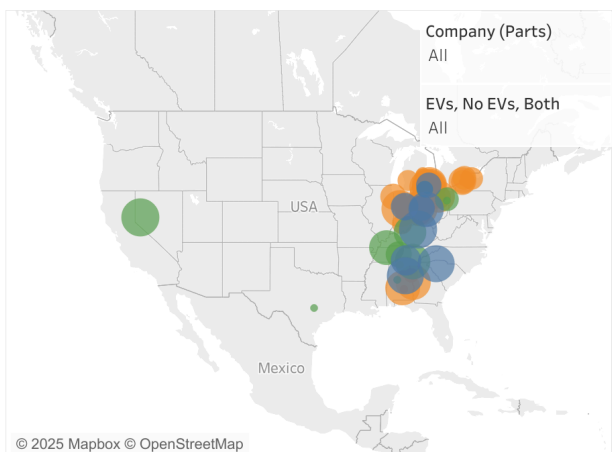 Company (Parts)
All
EVs, No EVs, Both
All
USA
Mexico
© 2025 Mapbox © OpenStreetMap